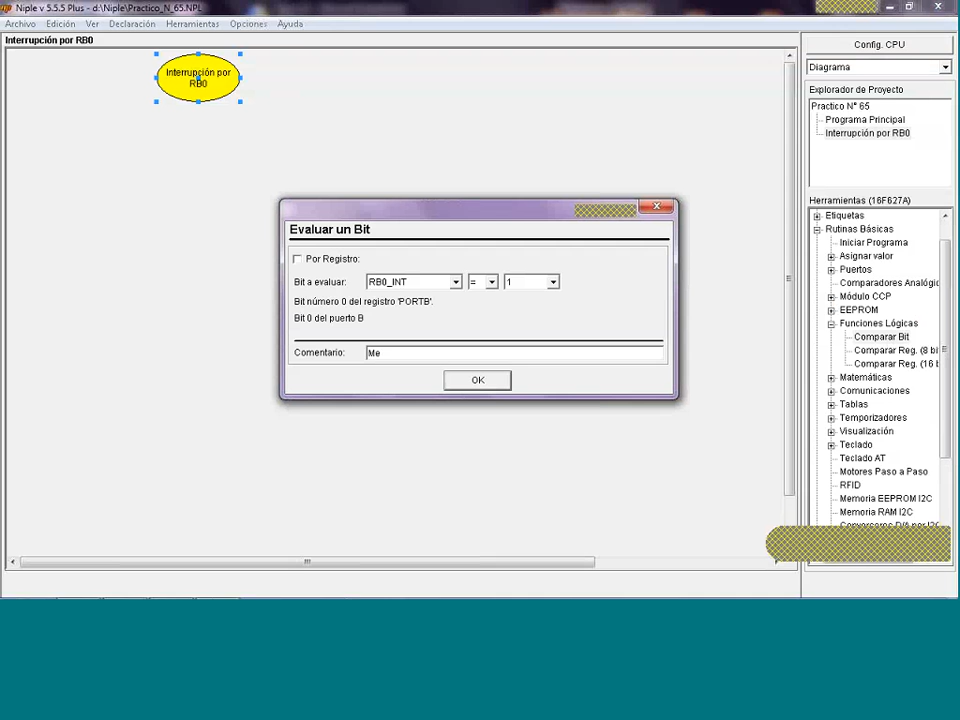 Niple v 5.5.5 Plus - d:\Niple\Practico_N_65.NPL
Archivo Edición Ver Declaración Herramientas Opciones Ayuda
Interrupción por RB0
Interrupción por
RB0
Evaluar un Bit
Por Registro:
Bit a evaluar: RB0_INT = 1
Bit número 0 del registro 'PORTB'.
Bit 0 del puerto B
Comentario: Me
OK
Config. CPU
Diagrama
Explorador de Proyecto
Practico N° 65
Programa Principal
Interrupción por RB0
Herramientas (16F627A)
Etiquetas
Rutinas Básicas
Iniciar Programa
Asignar valor
Puertos
Comparadores Analógic
Módulo CCP
EEPROM
Funciones Lógicas
Comparar Bit
Comparar Reg. (8 bi
Comparar Reg. (16 b
Matemáticas
Comunicaciones
Tablas
Temporizadores
Visualización
Teclado
Teclado AT
Motores Paso a Paso
RFID
Memoria EEPROM I2C
Memoria RAM I2C